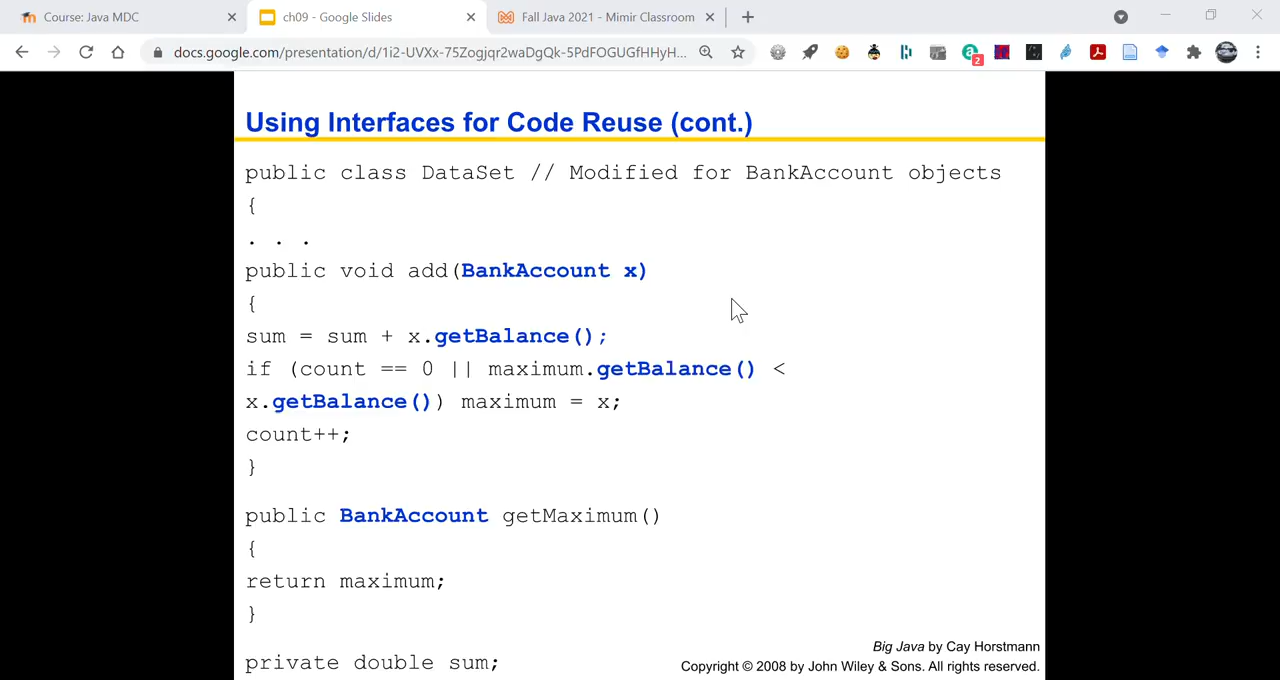 Course: Java MDC
ch09 - Google Slides
Fall Java 2021 - Mimir Classroom
docs.google.com/presentation/d/1i2-UVXx-75Zogjqr2waDgQk-5PdFOGUGfHHyH...
2
Using Interfaces for Code Reuse (cont.)
public class DataSet // Modified for BankAccount objects
{
. . .
public void add(BankAccount x)
{
sum = sum + x.getBalance();
if (count == 0 || maximum.getBalance() <
x.getBalance()) maximum = x;
count++;
}
public BankAccount getMaximum()
{
return maximum;
}
private double sum;
Big Java by Cay Horstmann
Copyright © 2008 by John Wiley & Sons. All rights reserved.